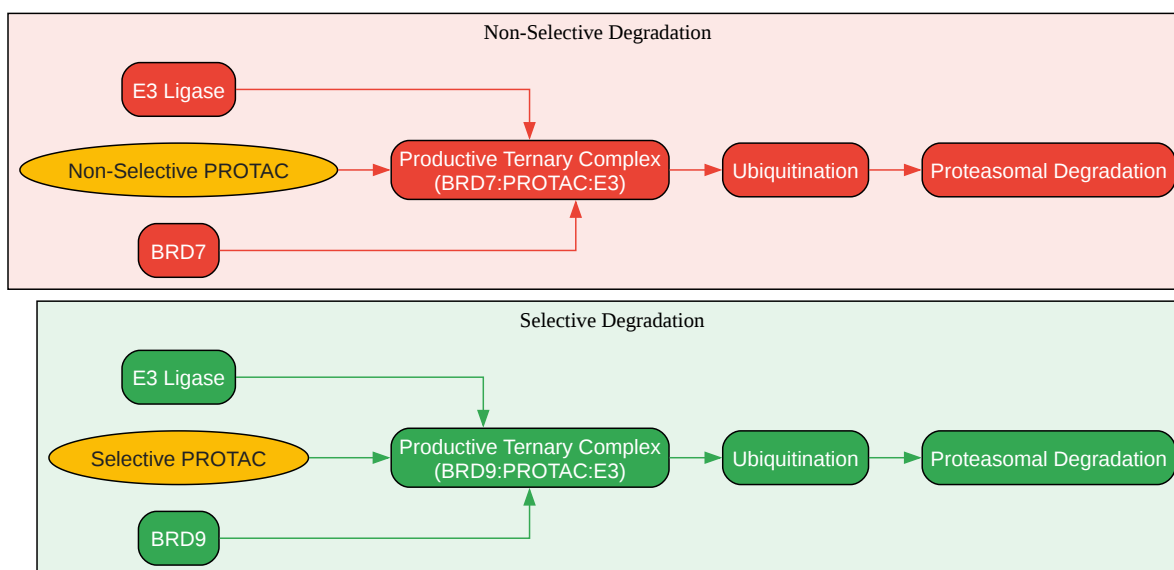 Non-Selective Degradation
E3 Ligase
Non-Selective PROTAC
BRD7
Productive Ternary Complex
(BRD7:PROTAC:E3)
Ubiquitination
Proteasomal Degradation
Selective Degradation
E3 Ligase
Selective PROTAC
BRD9
Productive Ternary Complex
(BRD9:PROTAC:E3)
Ubiquitination
Proteasomal Degradation